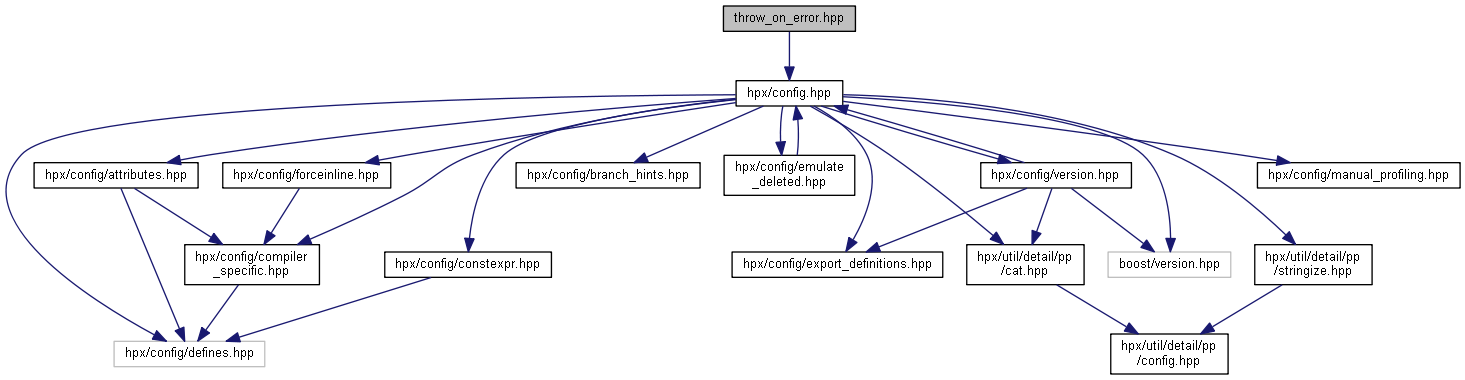 throw_on_error.hpp
hpx/config.hpp
hpx/config/attributes.hpp
hpx/config/forceinline.hpp
hpx/config/branch_hints.hpp
hpx/config/emulate
_deleted.hpp
hpx/config/version.hpp
hpx/config/manual_profiling.hpp
hpx/config/compiler
_specific.hpp
hpx/config/constexpr.hpp
hpx/config/export_definitions.hpp
hpx/util/detail/pp
/cat.hpp
boost/version.hpp
hpx/util/detail/pp
/stringize.hpp
hpx/config/defines.hpp
hpx/util/detail/pp
/config.hpp